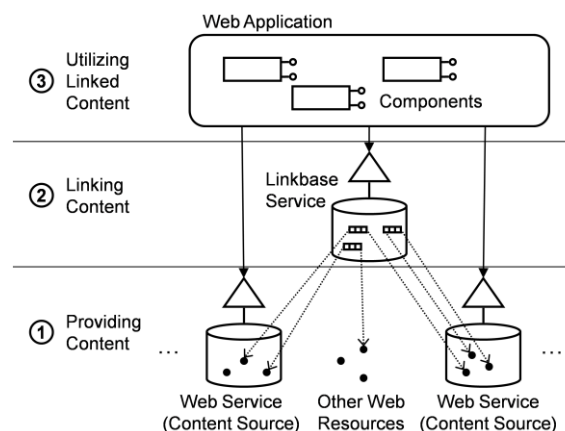 Web Application
③ Utilizing
Linked
Content
Components
② Linking
Content
Linkbase
Service
① Providing
Content
... ...
Web Service
(Content Source)
Other Web
Resources
Web Service
(Content Source)